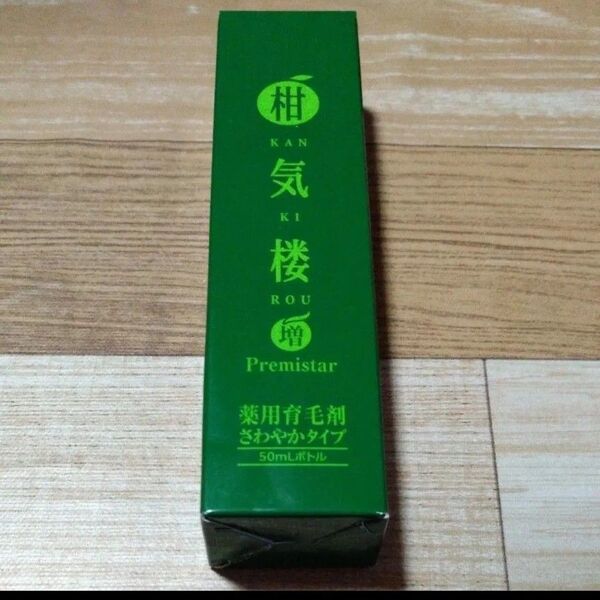 柑
KAN
気
KI
楼
ROU
増
Premistar
薬用育毛剤
さわやかタイプ
50mLボトル